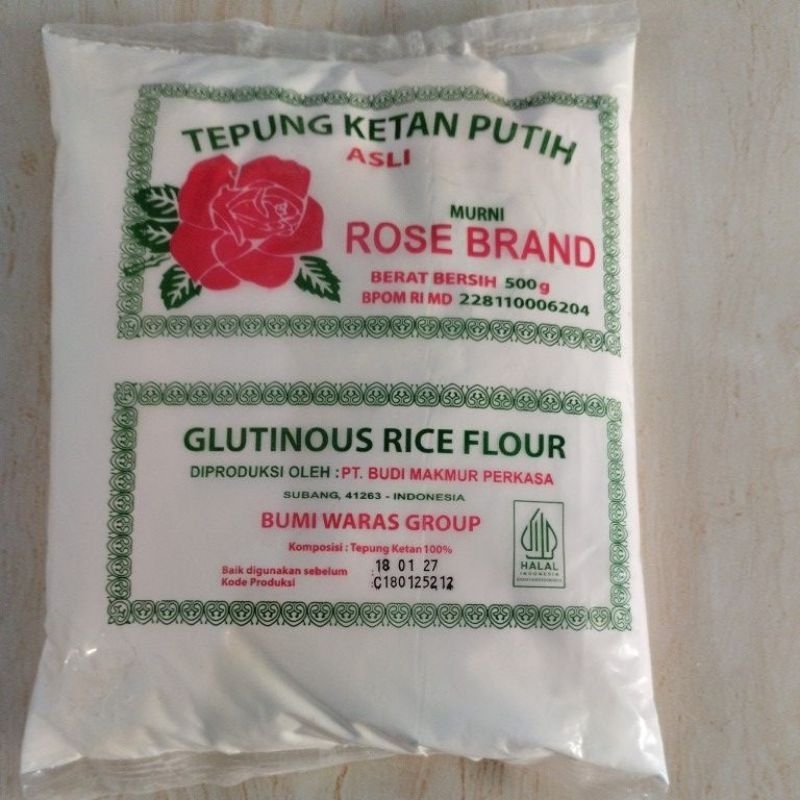 TEPUNG KETAN PUTIH
ASLI
MURNI
ROSE BRAND
BERAT BERSIH 500 g
BPOM RI MD 228110006204
GLUTINOUS RICE FLOUR
DIPRODUKSI OLEH : PT. BUDI MAKMUR PERKASA
SUBANG, 41263 - INDONESIA
BUMI WARAS GROUP
Komposisi : Tepung Ketan 100%
Baik digunakan sebelum 18 01 27
Kode Produksi C180125212
HALAL
INDONESIA